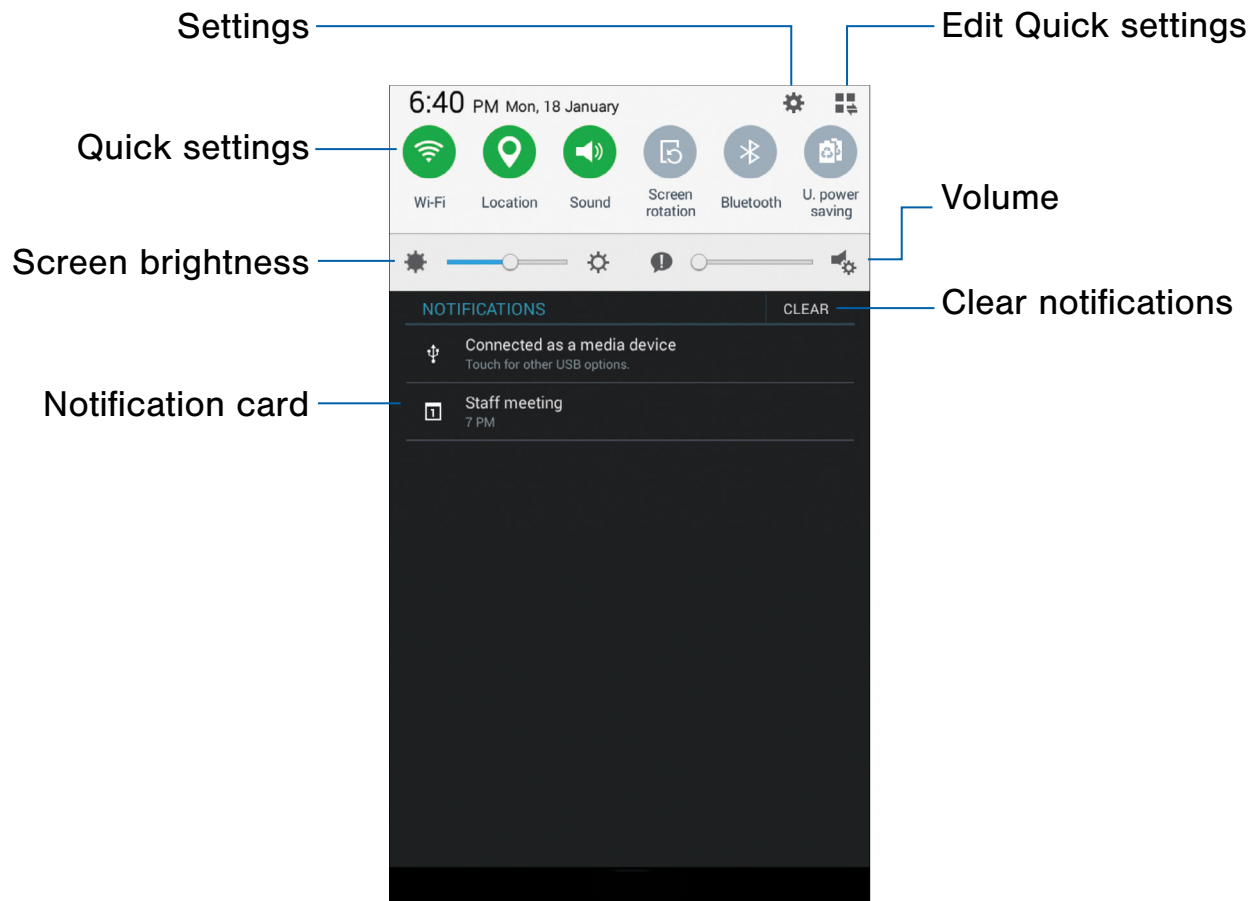 Settings
Edit Quick settings
6:40 PM Mon, 18 January
Quick settings
Wi-Fi
Location
Sound
Screen
rotation
Bluetooth
U. power
saving
Volume
Screen brightness
NOTIFICATIONS
CLEAR
Clear notifications
Connected as a media device
Touch for other USB options.
Notification card
1
Staff meeting
7 PM